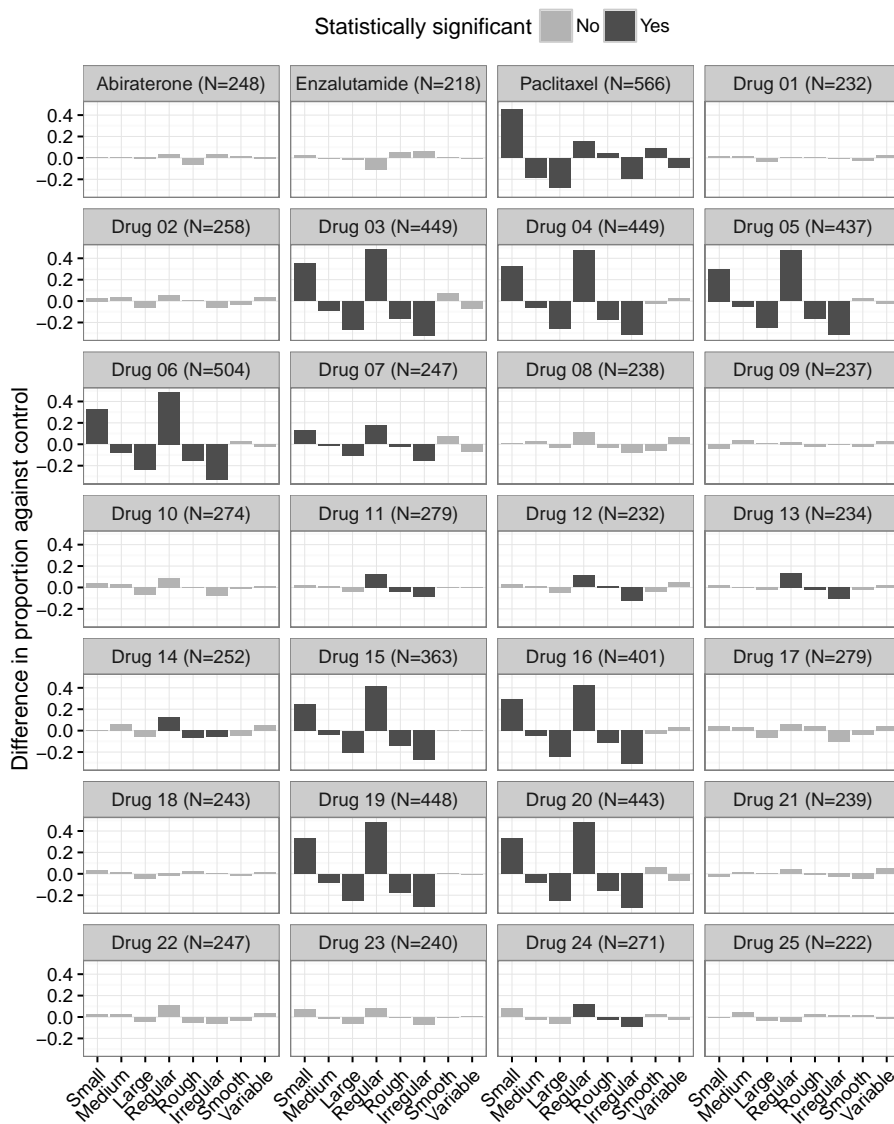 Statistically significant No Yes
Difference in proportion against control
Abiraterone (N=248) Enzalutamide (N=218) Paclitaxel (N=566) Drug 01 (N=232)
0.4
0.2
0.0
−0.2
Drug 02 (N=258) Drug 03 (N=449) Drug 04 (N=449) Drug 05 (N=437)
0.4
0.2
0.0
−0.2
Drug 06 (N=504) Drug 07 (N=247) Drug 08 (N=238) Drug 09 (N=237)
0.4
0.2
0.0
−0.2
Drug 10 (N=274) Drug 11 (N=279) Drug 12 (N=232) Drug 13 (N=234)
0.4
0.2
0.0
−0.2
Drug 14 (N=252) Drug 15 (N=363) Drug 16 (N=401) Drug 17 (N=279)
0.4
0.2
0.0
−0.2
Drug 18 (N=243) Drug 19 (N=448) Drug 20 (N=443) Drug 21 (N=239)
0.4
0.2
0.0
−0.2
Drug 22 (N=247) Drug 23 (N=240) Drug 24 (N=271) Drug 25 (N=222)
0.4
0.2
0.0
−0.2
Small Medium Large Regular Rough Irregular Smooth Variable Small Medium Large Regular Rough Irregular Smooth Variable Small Medium Large Regular Rough Irregular Smooth Variable Small Medium Large Regular Rough Irregular Smooth Variable